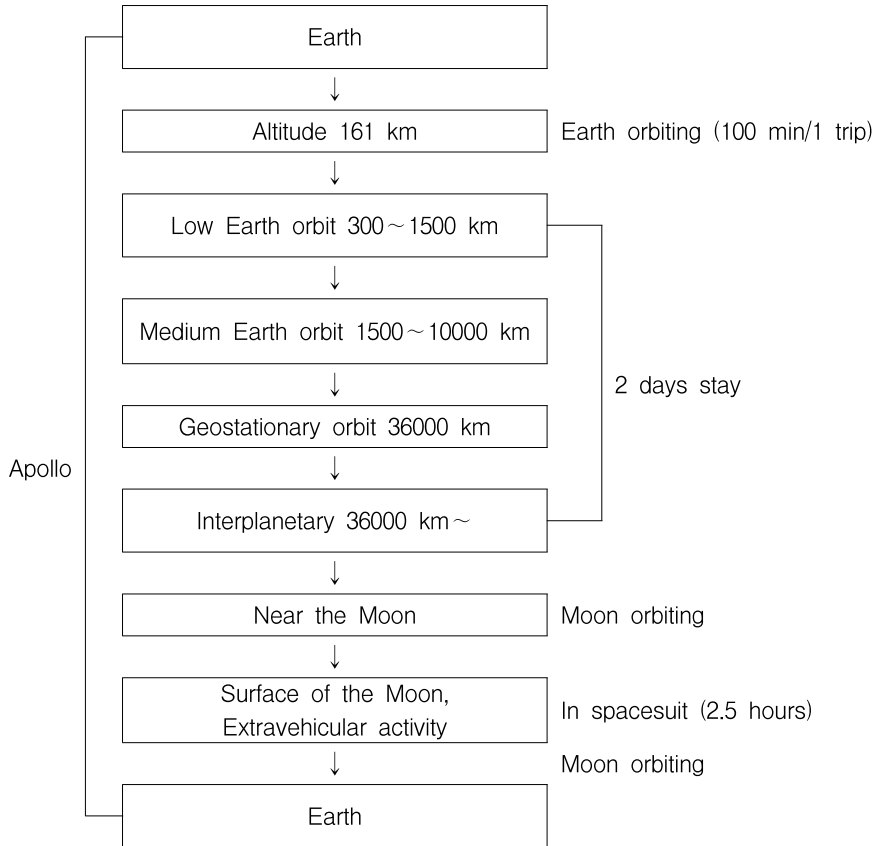 Earth
Altitude 161 km
Earth orbiting (100 min/1 trip)
Low Earth orbit 300~1500 km
Medium Earth orbit 1500~10000 km
2 days stay
Geostationary orbit 36000 km
Apollo
Interplanetary 36000 km~
Near the Moon
Moon orbiting
Surface of the Moon,
Extravehicular activity
In spacesuit (2.5 hours)
Moon orbiting
Earth